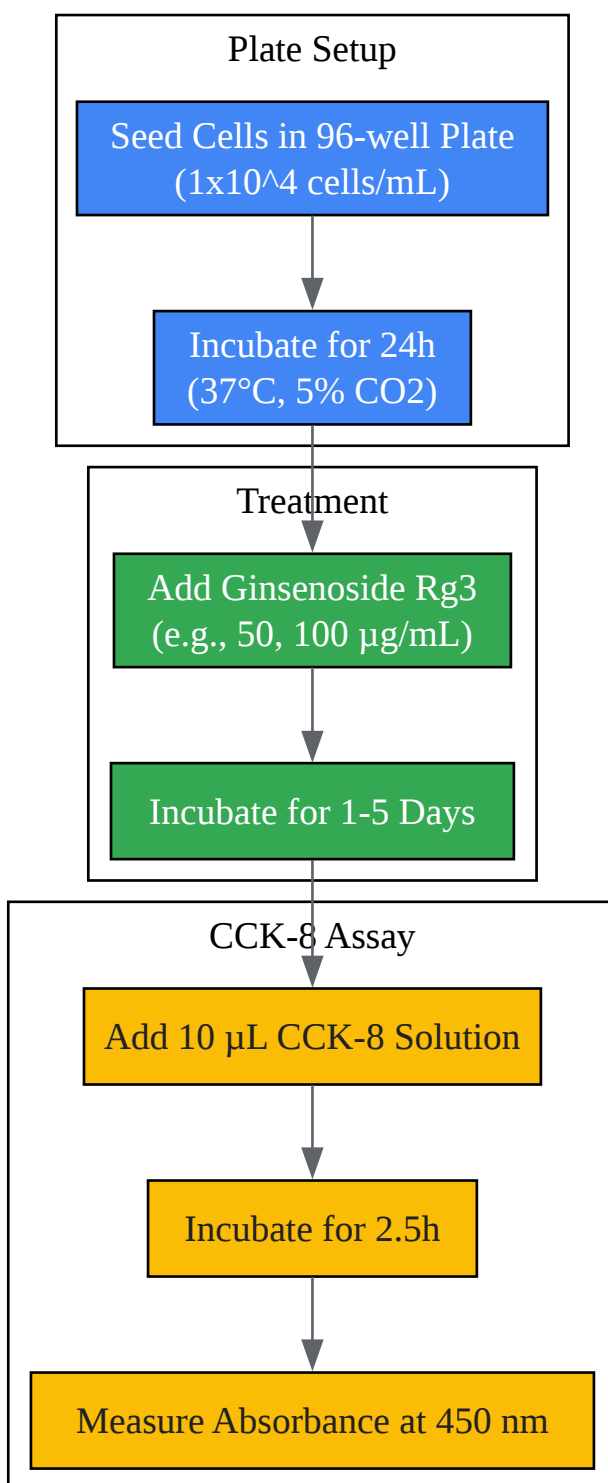 Plate Setup
Seed Cells in 96-well Plate
(1x10^4 cells/mL)
Incubate for 24h
(37°C, 5% CO2)
Treatment
Add Ginsenoside Rg3
(e.g., 50, 100 µg/mL)
Incubate for 1-5 Days
CCK-8 Assay
Add 10 µL CCK-8 Solution
Incubate for 2.5h
Measure Absorbance at 450 nm